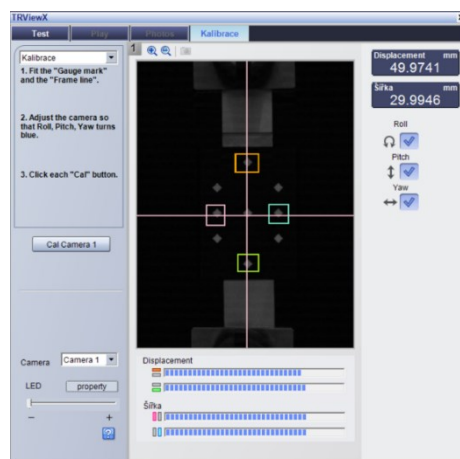 TRViewX
Test Play Photos Kalibrace
Kalibrace
1. Fit the "Gauge mark"
and the "Frame line".
2. Adjust the camera so
that Roll, Pitch, Yaw turns
blue.
3. Click each "Cal" button.
Cal Camera 1
Camera Camera 1
LED property
− +
?
1
Displacement
Šířka
Displacement mm
49.9741
Šířka mm
29.9946
Roll
Pitch
Yaw